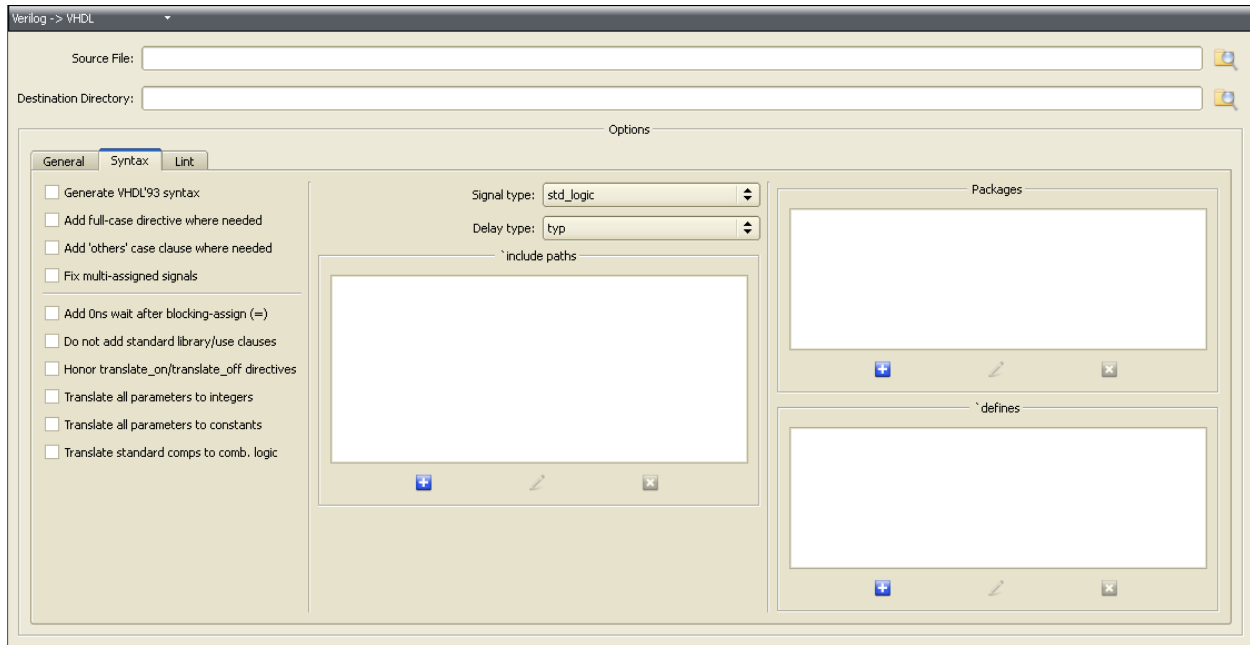 Verilog -> VHDL
Source File:
Destination Directory:
Options
General Syntax Lint
Generate VHDL'93 syntax
Add full-case directive where needed
Add 'others' case clause where needed
Fix multi-assigned signals
Add 0ns wait after blocking-assign (=)
Do not add standard library/use clauses
Honor translate_on/translate_off directives
Translate all parameters to integers
Translate all parameters to constants
Translate standard comps to comb. logic
Signal type: std_logic
Delay type: typ
`include paths
Packages
`defines